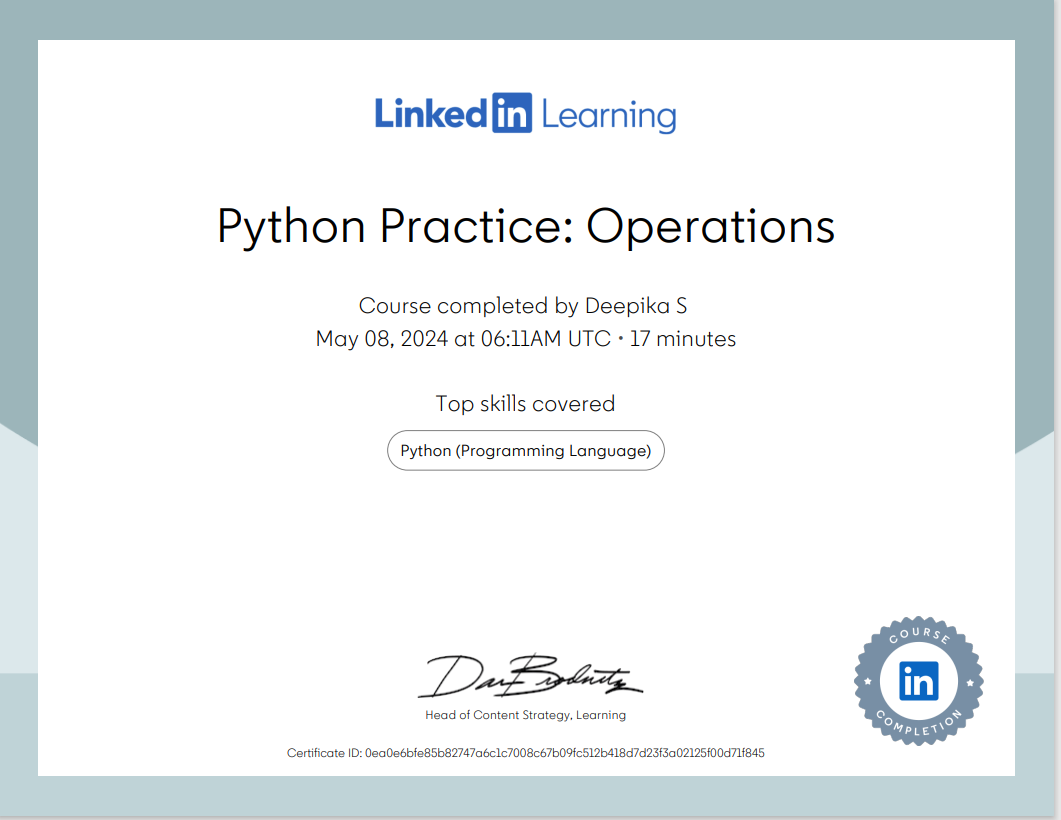 Linked in Learning
Python Practice: Operations
Course completed by Deepika S
May 08, 2024 at 06:11AM UTC • 17 minutes
Top skills covered
Python (Programming Language)
Dan Brodnitz
Head of Content Strategy, Learning
COURSE
in
COMPLETION
Certificate ID: 0ea0e6bfe85b82747a6c1c7008c67b09fc512b418d7d23f3a02125f00d71f845